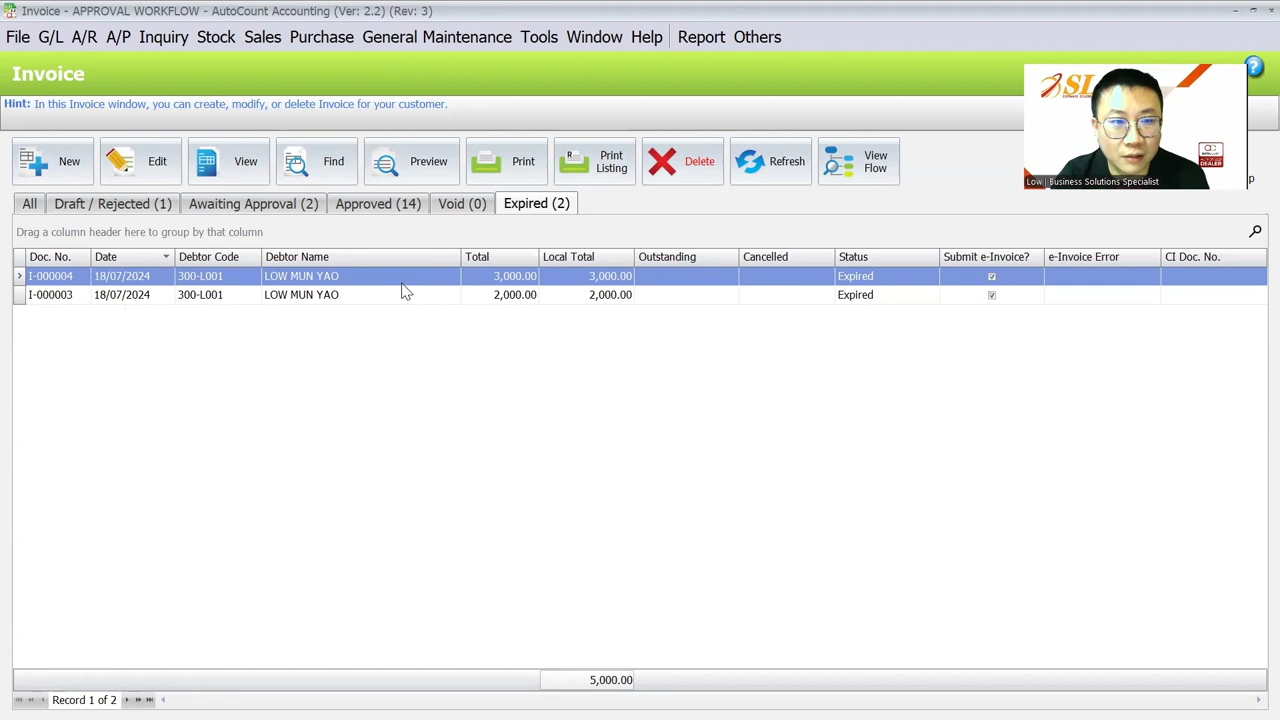 Invoice - APPROVAL WORKFLOW - AutoCount Accounting (Ver: 2.2) (Rev: 3)
File G/L A/R A/P Inquiry Stock Sales Purchase General Maintenance Tools Window Help Report Others
Invoice
Hint: In this Invoice window, you can create, modify, or delete Invoice for your customer.
New Edit View Find Preview Print Print Listing Delete Refresh View Flow
Low | Business Solutions Specialist
All Draft / Rejected (1) Awaiting Approval (2) Approved (14) Void (0) Expired (2)
Drag a column header here to group by that column
Doc. No. Date Debtor Code Debtor Name Total Local Total Outstanding Cancelled Status Submit e-Invoice? e-Invoice Error CI Doc. No.
I-000004 18/07/2024 300-L001 LOW MUN YAO 3,000.00 3,000.00 Expired
I-000003 18/07/2024 300-L001 LOW MUN YAO 2,000.00 2,000.00 Expired
5,000.00
Record 1 of 2